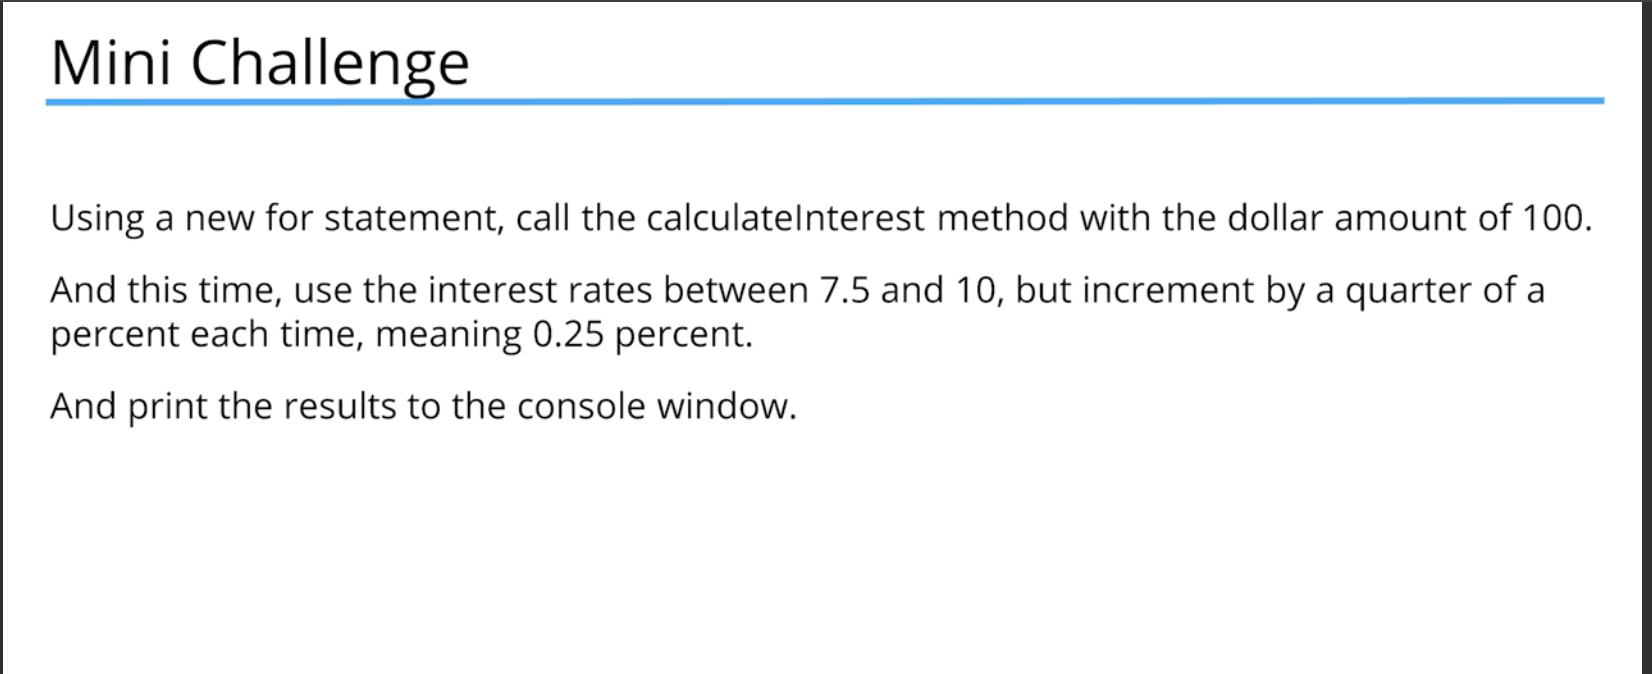 Mini Challenge
Using a new for statement, call the calculateInterest method with the dollar amount of 100.
And this time, use the interest rates between 7.5 and 10, but increment by a quarter of a
percent each time, meaning 0.25 percent.
And print the results to the console window.